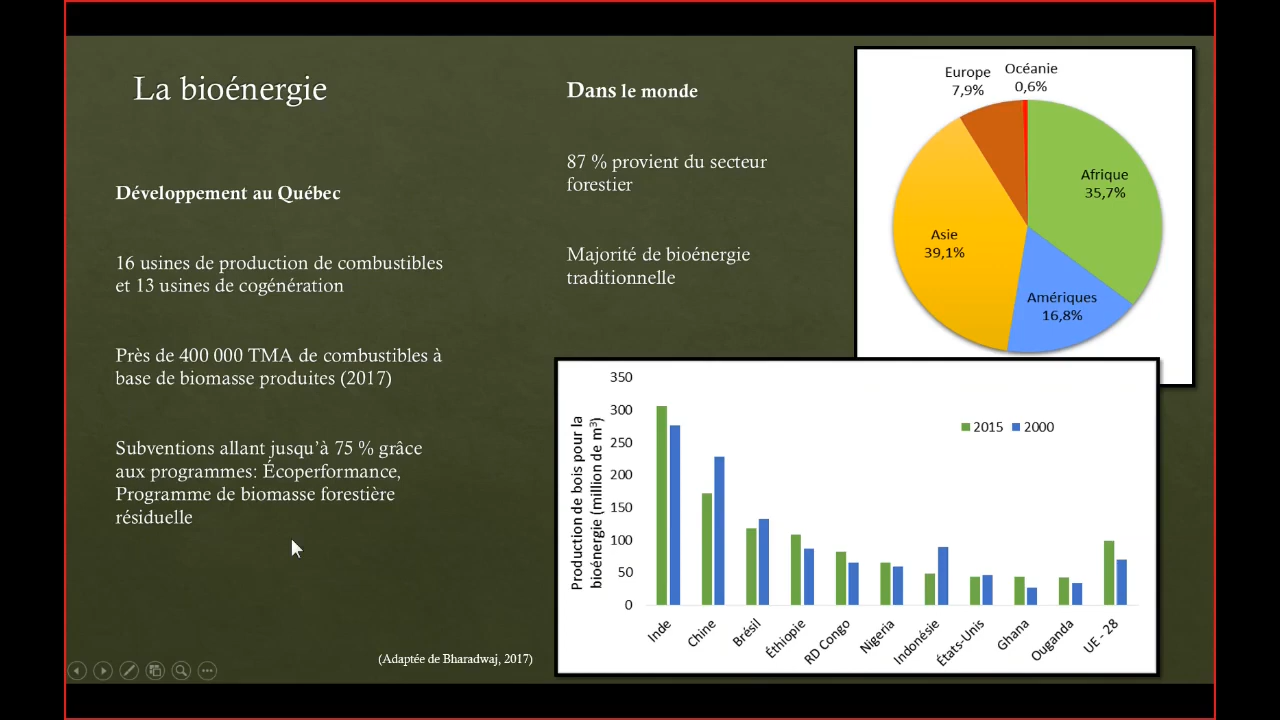 La bioénergie
Développement au Québec
16 usines de production de combustibles
et 13 usines de cogénération
Près de 400 000 TMA de combustibles à
base de biomasse produites (2017)
Subventions allant jusqu’à 75 % grâce
aux programmes: Écoperformance,
Programme de biomasse forestière
résiduelle
Dans le monde
87 % provient du secteur
forestier
Majorité de bioénergie
traditionnelle
Europe
7,9%
Océanie
0,6%
Afrique
35,7%
Asie
39,1%
Amériques
16,8%
Production de bois pour la
bioénergie (million de m³)
350
300
250
200
150
100
50
0
2015 2000
Inde
Chine
Brésil
Éthiopie
RD Congo
Nigeria
Indonésie
États-Unis
Ghana
Ouganda
UE - 28
(Adaptée de Bharadwaj, 2017)